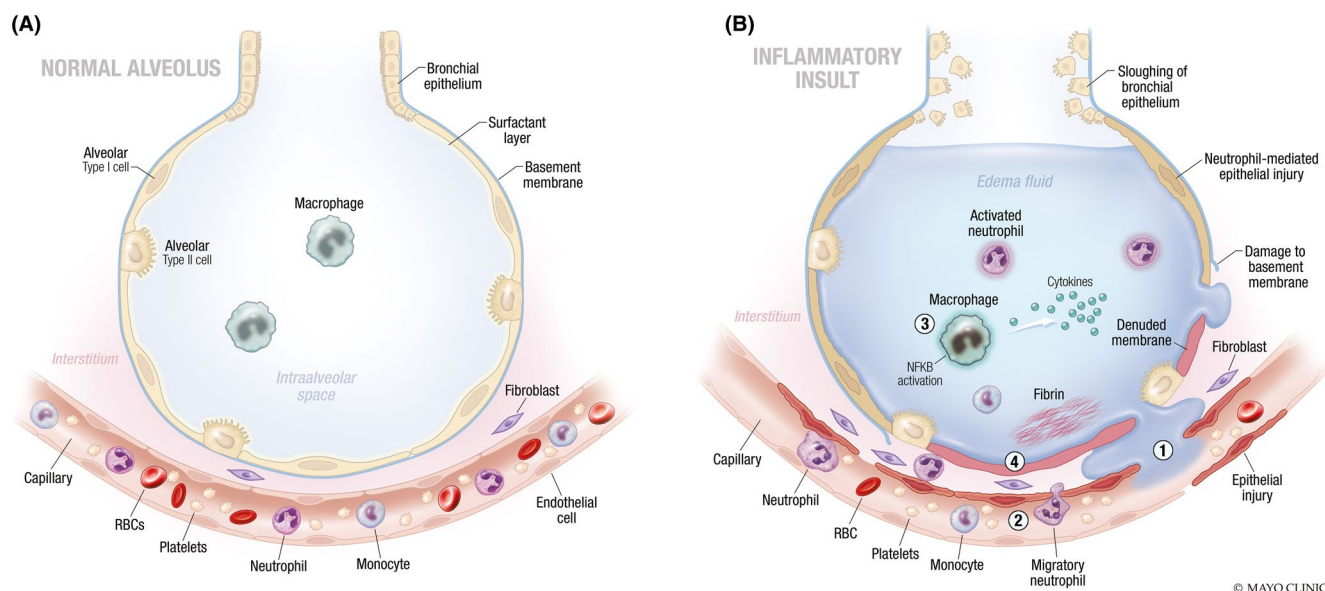 (A)
NORMAL ALVEOLUS
Bronchial
epithelium
Surfactant
layer
Basement
membrane
Alveolar
Type I cell
Macrophage
Alveolar
Type II cell
Interstitium
Intraalveolar
space
Fibroblast
Capillary
RBCs
Platelets
Neutrophil
Monocyte
Endothelial
cell
(B)
INFLAMMATORY
INSULT
Sloughing of
bronchial
epithelium
Neutrophil-mediated
epithelial injury
Edema fluid
Activated
neutrophil
Damage to
basement
membrane
Cytokines
Macrophage
3
NFKB
activation
Interstitium
Denuded
membrane
Fibroblast
Fibrin
1
4
2
Capillary
Neutrophil
RBC
Platelets
Monocyte
Migratory
neutrophil
Epithelial
injury
© MAYO CLINIC